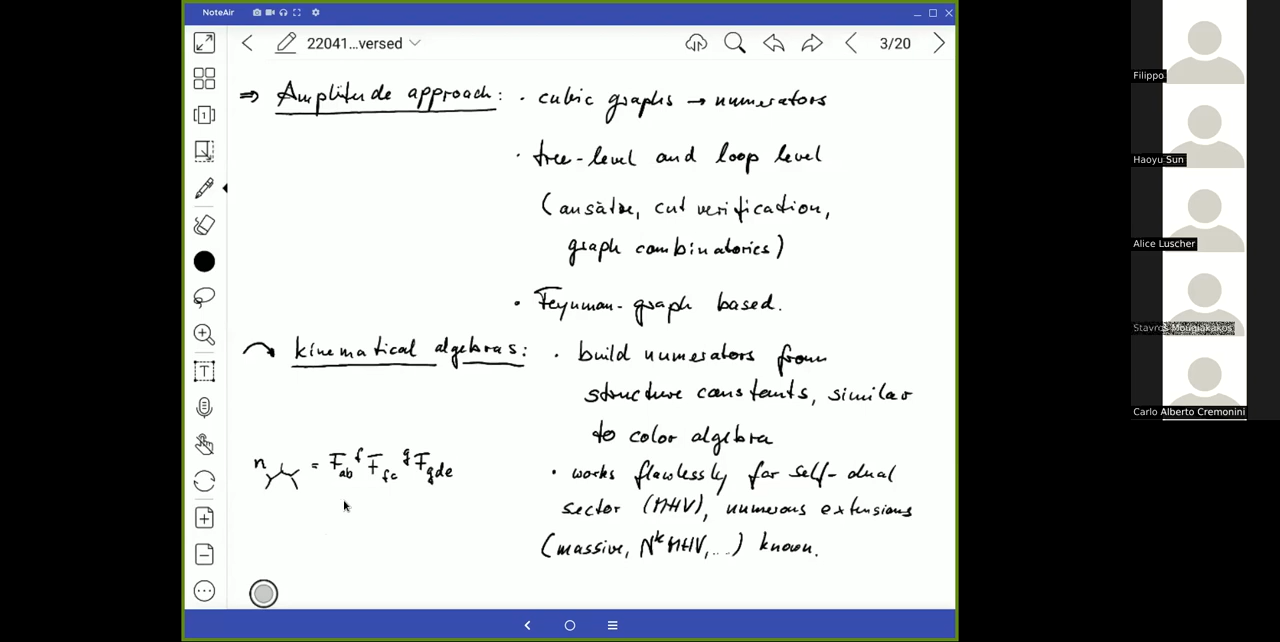 NoteAir
22041...versed
3/20
⇒ Amplitude approach: · cubic graphs → numerators
· tree-level and loop level
(ansätze, cut verification,
graph combinatorics)
· Feynman-graph based.
kinematical algebras: · build numerators from
structure constants, similar
to color algebra
n = F_ab^f F_fc^g F_gde
· works flawlessly for self-dual
sector (MHV), numerous extensions
(massive, N^k MHV, ...) known.
Filippo
Haoyu Sun
Alice Luscher
Stavros Mougiakakos
Carlo Alberto Cremonini